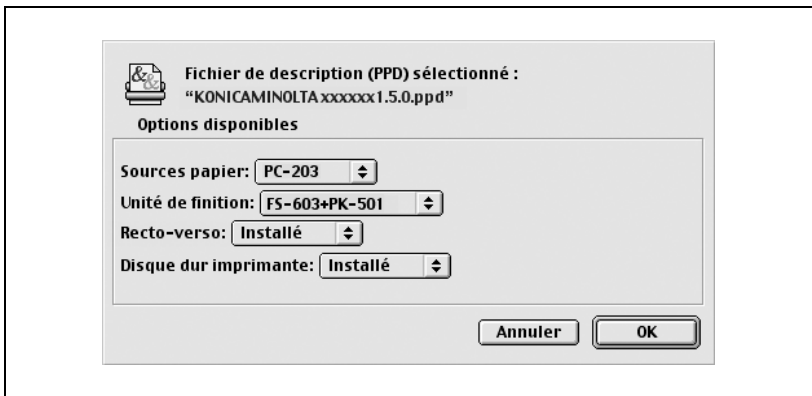 Fichier de description (PPD) sélectionné :
“KONICAMINOLTA xxxxxx1.5.0.ppd”
Options disponibles
Sources papier: PC-203
Unité de finition: FS-603+PK-501
Recto-verso: Installé
Disque dur imprimante: Installé
Annuler OK